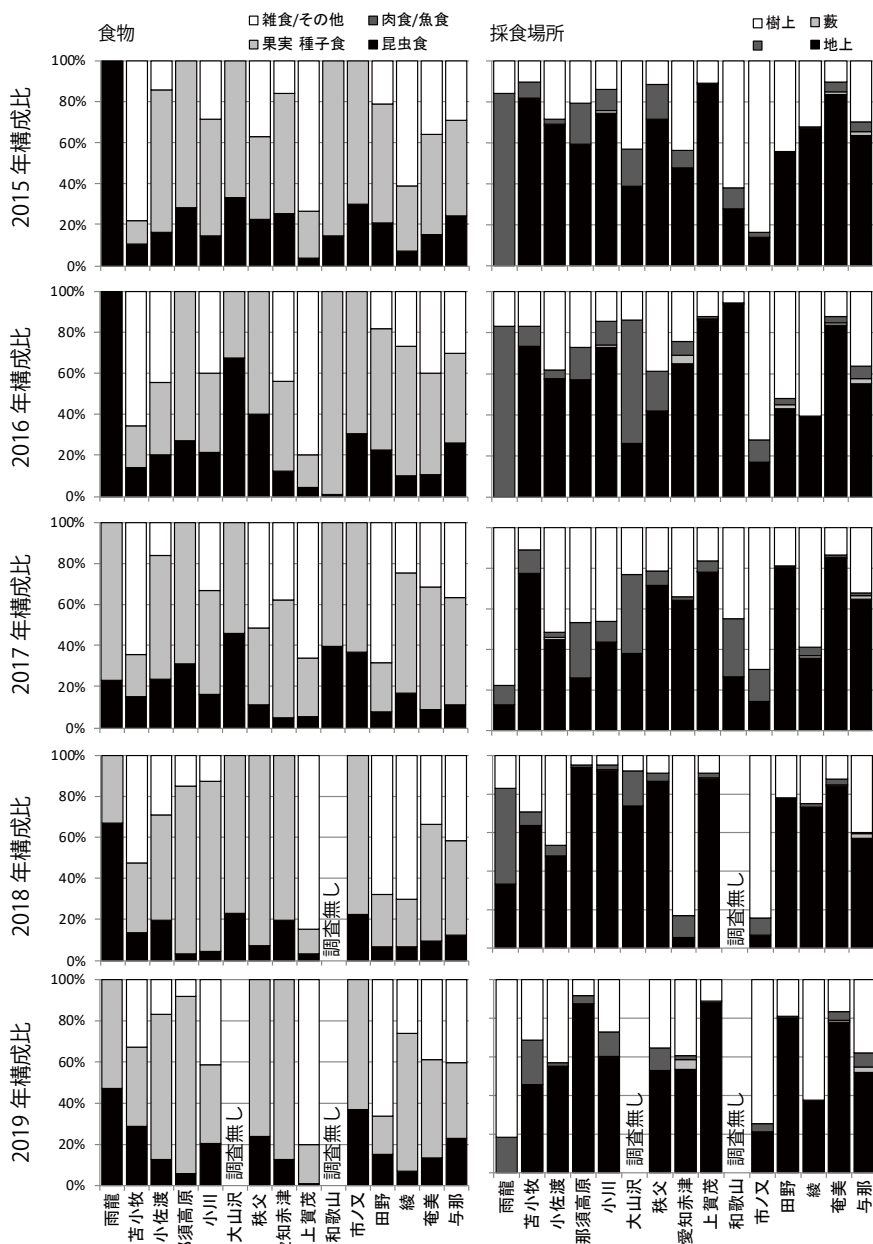 食物
□雑食/その他 ■肉食/魚食
■果実 種子食 ■昆虫食
採食場所
□樹上 ■藪
■ ■地上
2015 年構成比
100%
80%
60%
40%
20%
0%
2016 年構成比
100%
80%
60%
40%
20%
0%
2017 年構成比
100%
80%
60%
40%
20%
0%
2018 年構成比
100%
80%
60%
40%
20%
0%
調査無し
調査無し
2019 年構成比
100%
80%
60%
40%
20%
0%
調査無し
調査無し
調査無し
調査無し
雨龍
苫小牧
小佐渡
那須高原
小川
大山沢
秩父
愛知赤津
上賀茂
和歌山
市ノ又
田野
綾
奄美
与那
雨龍
苫小牧
小佐渡
那須高原
小川
大山沢
秩父
愛知赤津
上賀茂
和歌山
市ノ又
田野
綾
奄美
与那